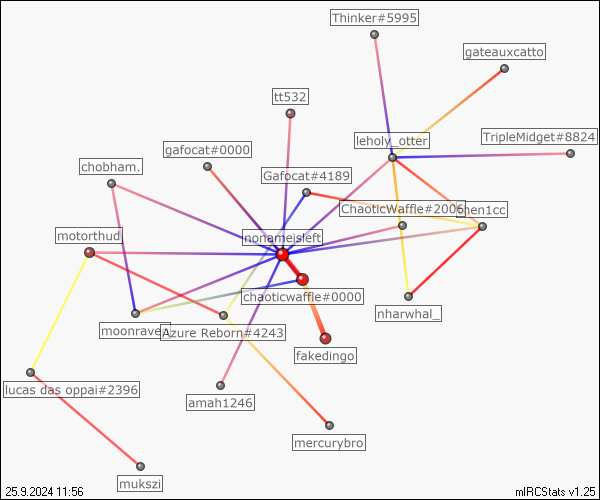 Thinker#5995
gateauxcatto
tt532
leholy_otter
TripleMidget#8824
gafocat#0000
chobham.
Gafocat#4189
ChaoticWaffle#2006
hen1cc
motorthud_
nonameisleft
chaoticwaffle#0000
nharwhal_
moonrave
Azure Reborn#4243
fakedingo
lucas das oppai#2396
amah1246
mercurybro
mukszi
25.9.2024 11:56
mIRCStats v1.25